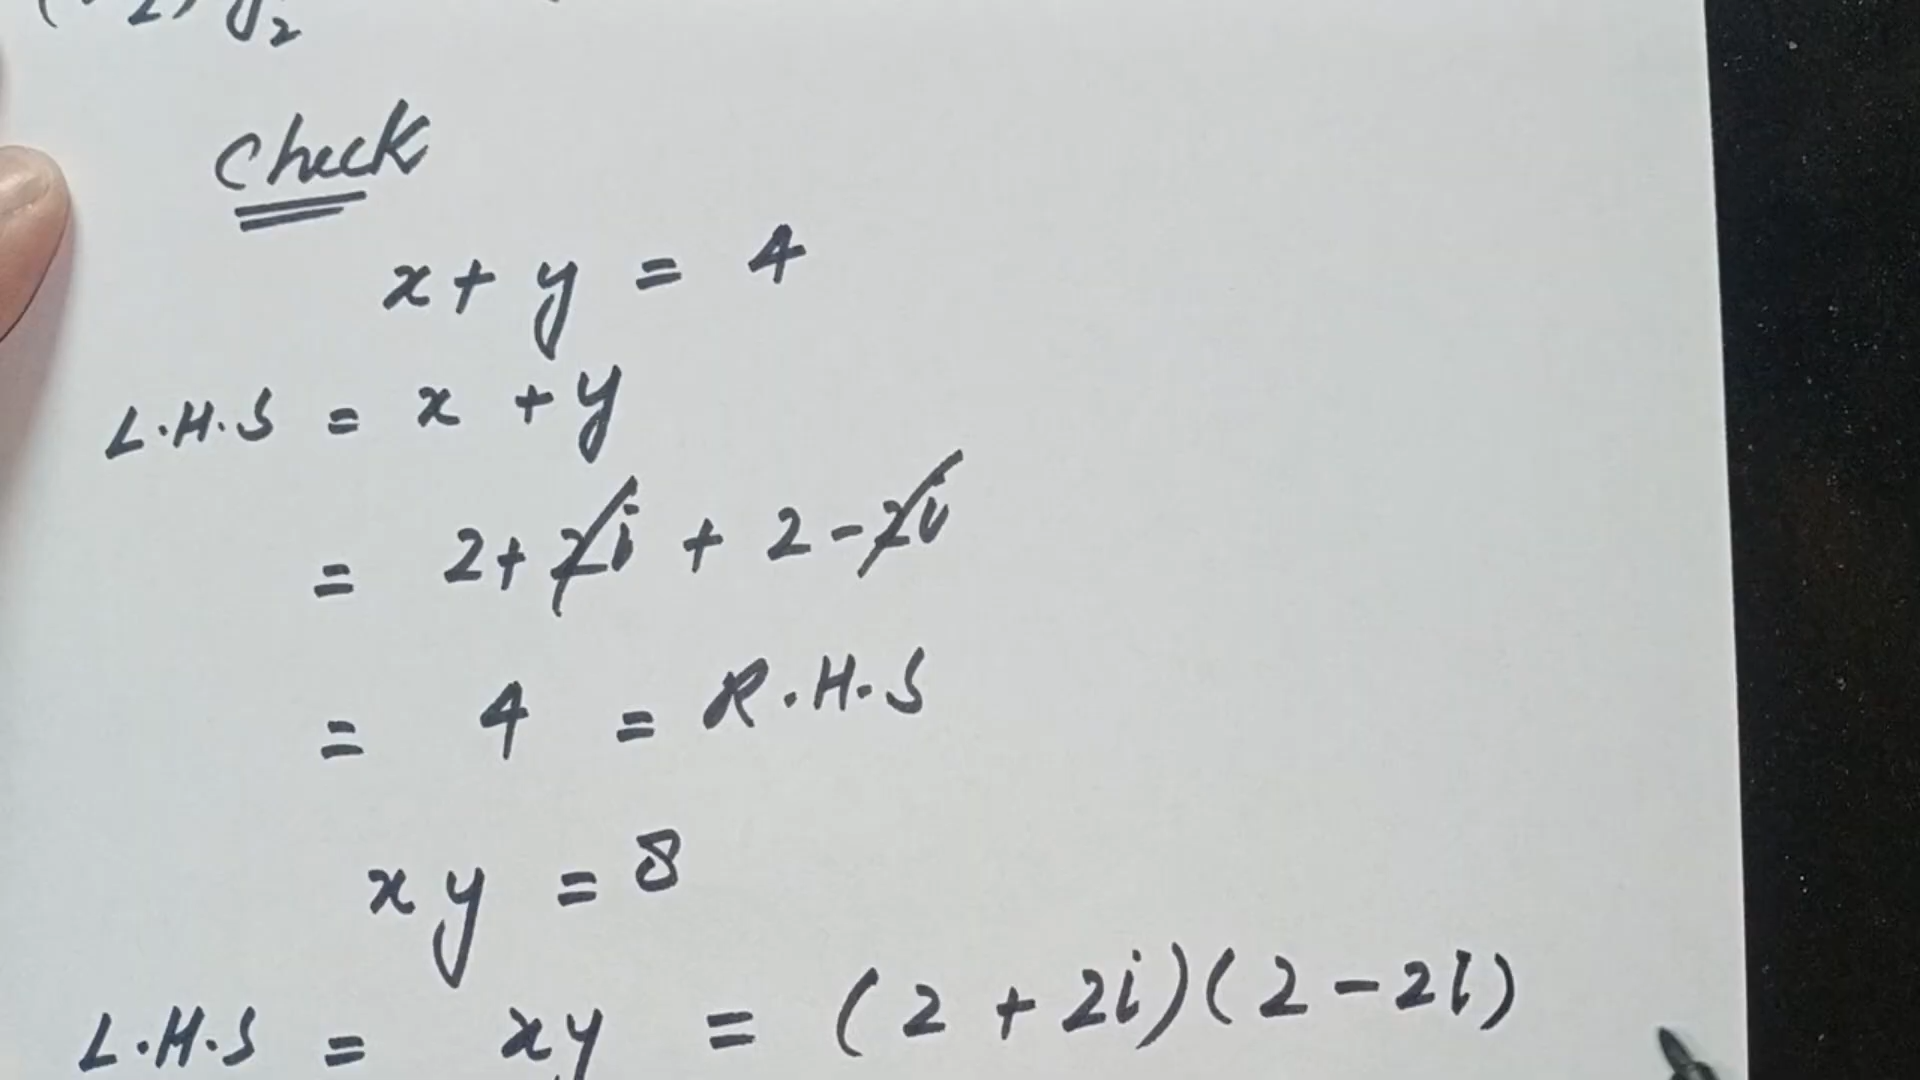 Check
x + y = 4
L.H.S = x + y
= 2 + 2i + 2 - 2i
= 4 = R.H.S
xy = 8
L.H.S = xy = (2 + 2i)(2 - 2i)